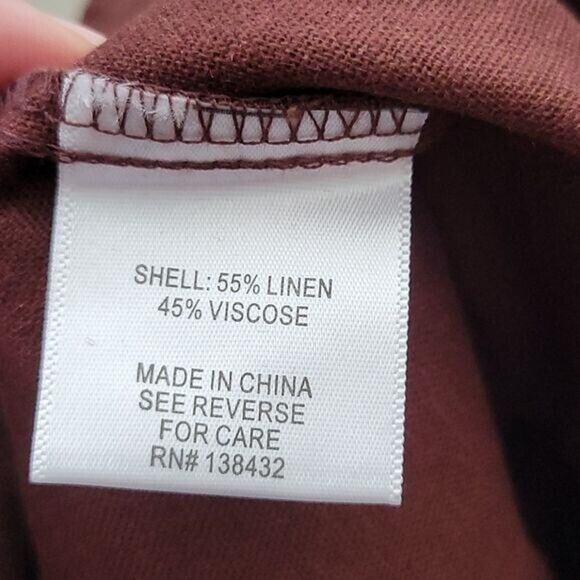 SHELL: 55% LINEN
45% VISCOSE
MADE IN CHINA
SEE REVERSE
FOR CARE
RN# 138432